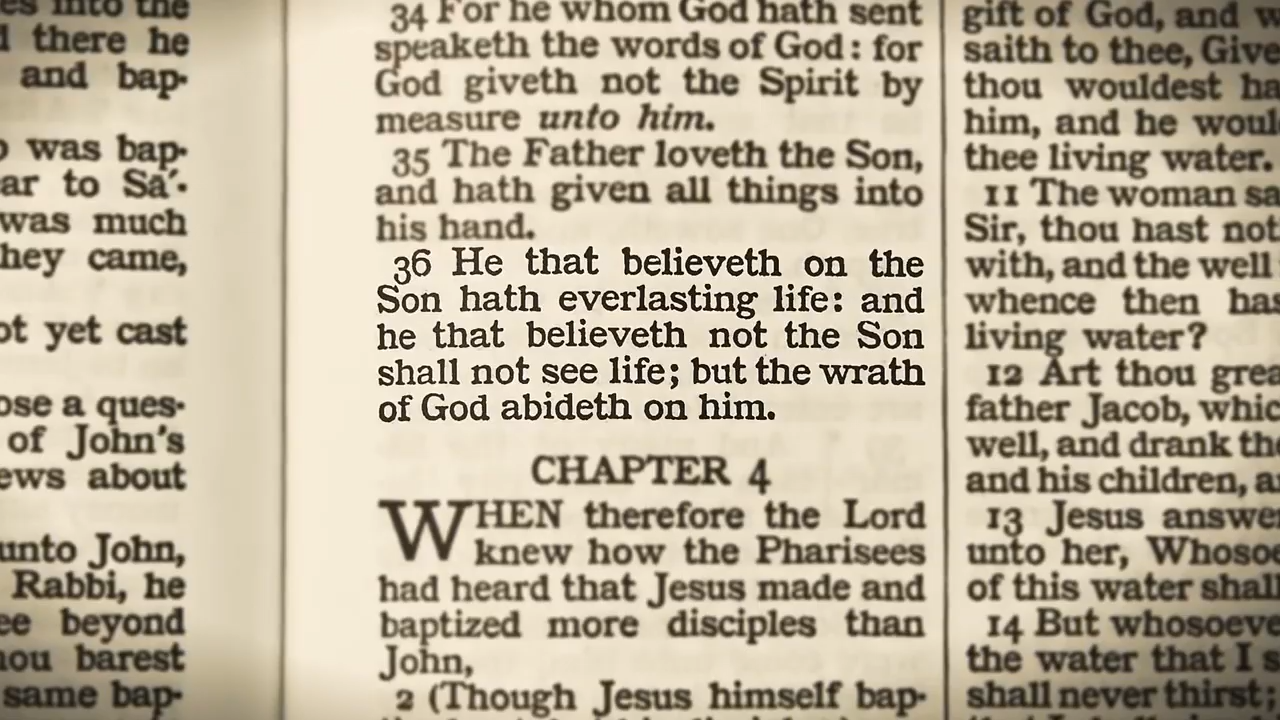 es into the
there he
and bap-
was bap-
ar to Sa´-
was much
hey came,
ot yet cast
ose a ques-
of John's
ews about
unto John,
Rabbi, he
ee beyond
hou barest
same bap-
34 For he whom God hath sent
speaketh the words of God: for
God giveth not the Spirit by
measure unto him.
35 The Father loveth the Son,
and hath given all things into
his hand.
36 He that believeth on the
Son hath everlasting life: and
he that believeth not the Son
shall not see life; but the wrath
of God abideth on him.
CHAPTER 4
WHEN therefore the Lord
knew how the Pharisees
had heard that Jesus made and
baptized more disciples than
John,
2 (Though Jesus himself bap-
gift of God, and w
saith to thee, Give
thou wouldest ha
him, and he woul
thee living water.
11 The woman sa
Sir, thou hast not
with, and the well
whence then has
living water?
12 Art thou grea
father Jacob, whic
well, and drank the
and his children, a
13 Jesus answe
unto her, Whosoe
of this water shall
14 But whosoeve
the water that I s
shall never thirst;